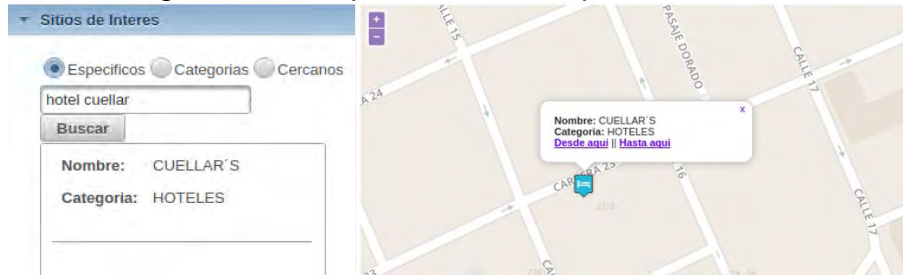 Sitios de Interes
Especificos Categorias Cercanos
hotel cuellar
Buscar
Nombre: CUELLAR´S
Categoria: HOTELES
+
−
CALLE 15
PASAJE DORADO
CALLE 17
A 24
x
Nombre: CUELLAR´S
Categoria: HOTELES
Desde aqui || Hasta aqui
CARRERA 23
16
CALLE 17